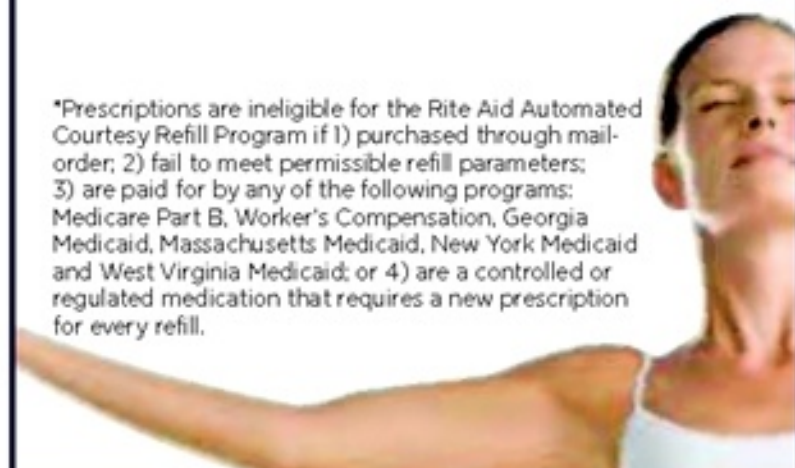 *Prescriptions are ineligible for the Rite Aid Automated
Courtesy Refill Program if 1) purchased through mail-
order; 2) fail to meet permissible refill parameters;
3) are paid for by any of the following programs:
Medicare Part B, Worker's Compensation, Georgia
Medicaid, Massachusetts Medicaid, New York Medicaid
and West Virginia Medicaid; or 4) are a controlled or
regulated medication that requires a new prescription
for every refill.